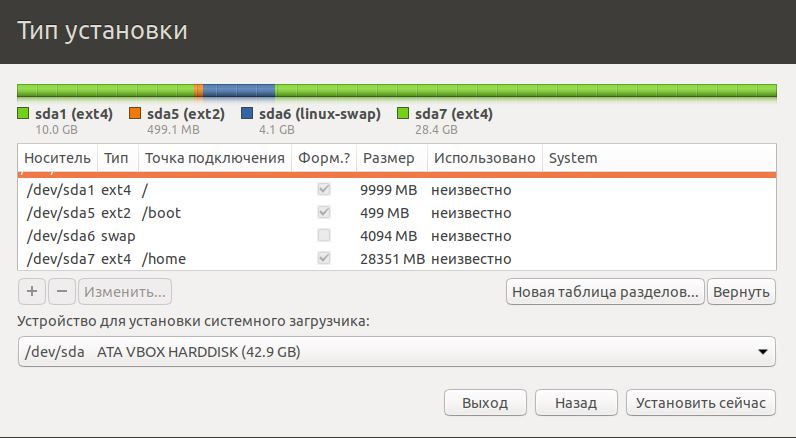 Тип установки
sda1 (ext4) sda5 (ext2) sda6 (linux-swap) sda7 (ext4)
10.0 GB 499.1 MB 4.1 GB 28.4 GB
Носитель Тип Точка подключения Форм.? Размер Использовано System
/dev/sda1 ext4 / 9999 MB неизвестно
/dev/sda5 ext2 /boot 499 MB неизвестно
/dev/sda6 swap 4094 MB неизвестно
/dev/sda7 ext4 /home 28351 MB неизвестно
+ − Изменить... Новая таблица разделов... Вернуть
Устройство для установки системного загрузчика:
/dev/sda ATA VBOX HARDDISK (42.9 GB)
Выход Назад Установить сейчас